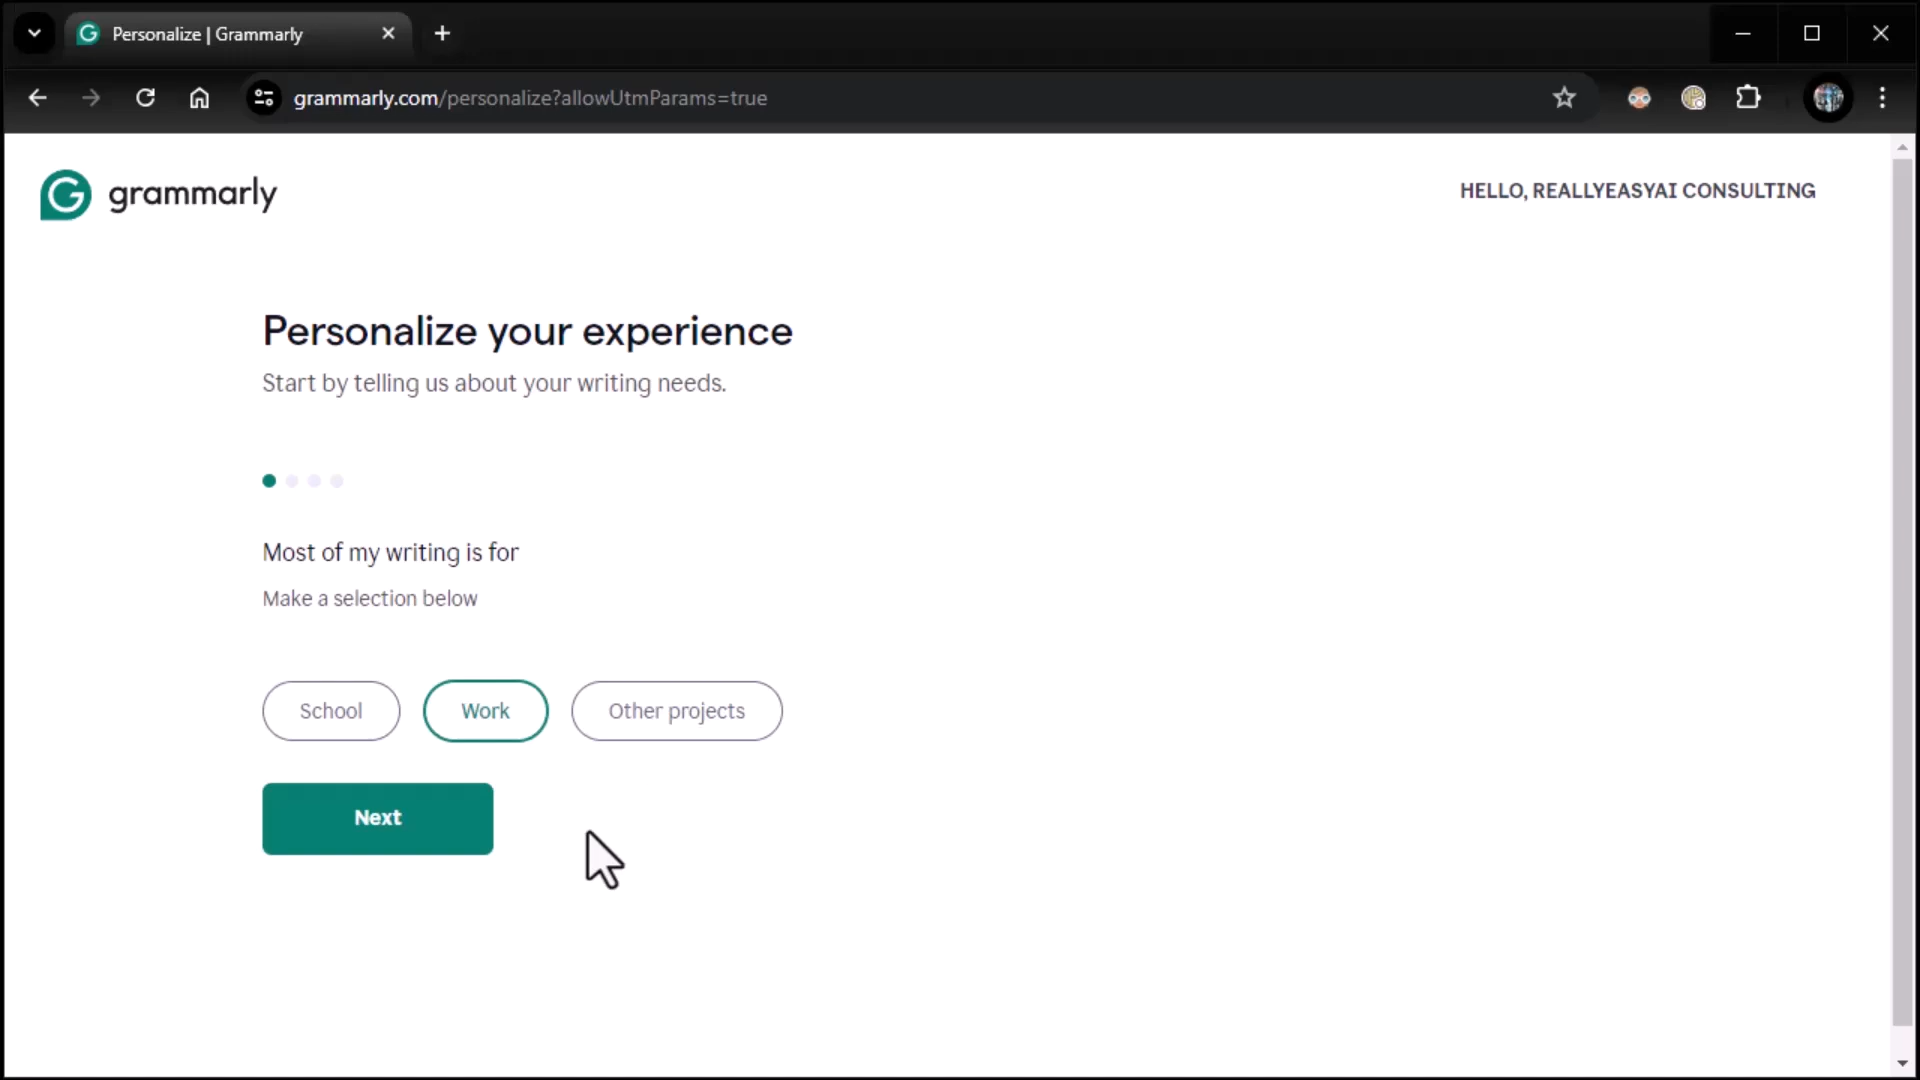 Personalize | Grammarly
grammarly.com/personalize?allowUtmParams=true
grammarly
HELLO, REALLYEASYAI CONSULTING
Personalize your experience
Start by telling us about your writing needs.
Most of my writing is for
Make a selection below
School
Work
Other projects
Next